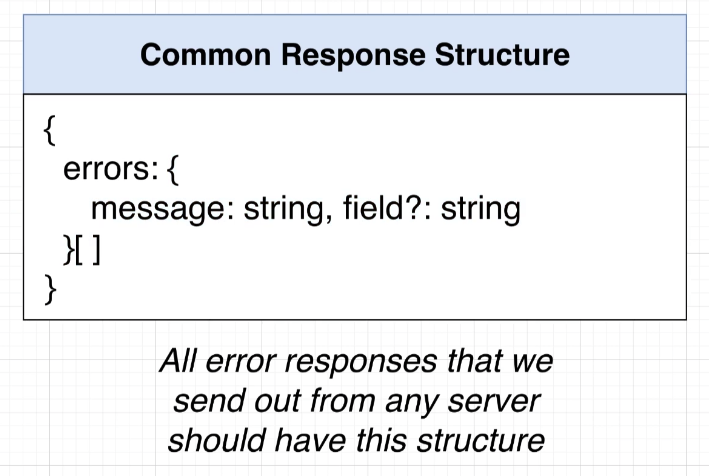 Common Response Structure
{
errors: {
message: string, field?: string
}[ ]
}
All error responses that we
send out from any server
should have this structure